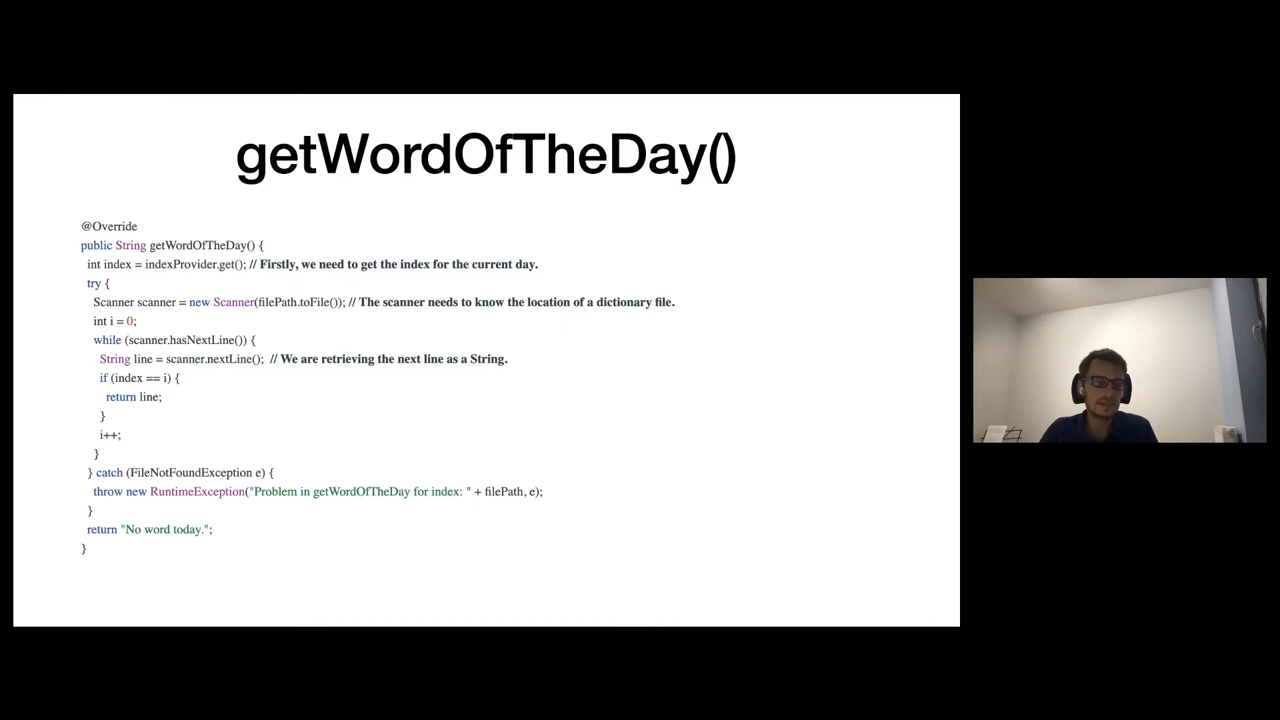 getWordOfTheDay()
@Override
public String getWordOfTheDay() {
int index = indexProvider.get(); // Firstly, we need to get the index for the current day.
try {
Scanner scanner = new Scanner(filePath.toFile()); // The scanner needs to know the location of a dictionary file.
int i = 0;
while (scanner.hasNextLine()) {
String line = scanner.nextLine(); // We are retrieving the next line as a String.
if (index == i) {
return line;
}
i++;
}
} catch (FileNotFoundException e) {
throw new RuntimeException("Problem in getWordOfTheDay for index: " + filePath, e);
}
return "No word today.";
}